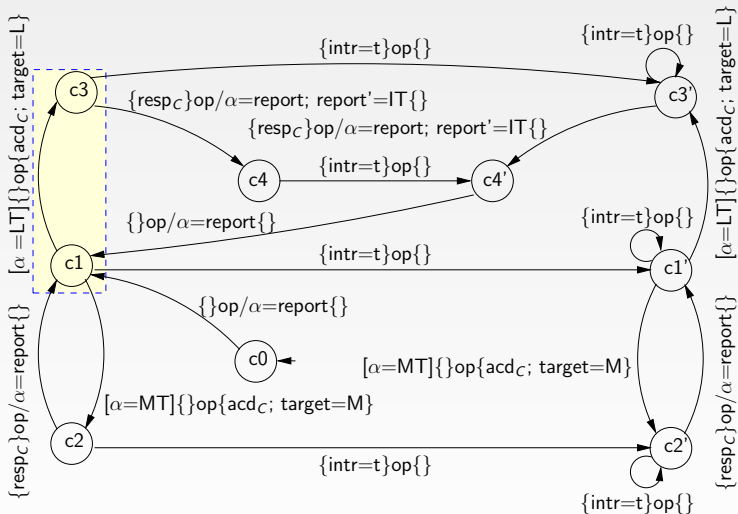 {intr=t}op{}
{intr=t}op{}
[α =LT]{}op{acd_C; target=L}
c3
c3'
[α=LT]{}op{acd_C; target=L}
{resp_C}op/α=report; report'=IT{}
{resp_C}op/α=report; report'=IT{}
{intr=t}op{}
c4
c4'
{}op/α=report{}
{intr=t}op{}
{intr=t}op{}
c1
c1'
{}op/α=report{}
c0
[α=MT]{}op{acd_C; target=M}
{resp_C}op/α=report{}
{resp_C}op/α=report{}
[α=MT]{}op{acd_C; target=M}
c2
c2'
{intr=t}op{}
{intr=t}op{}